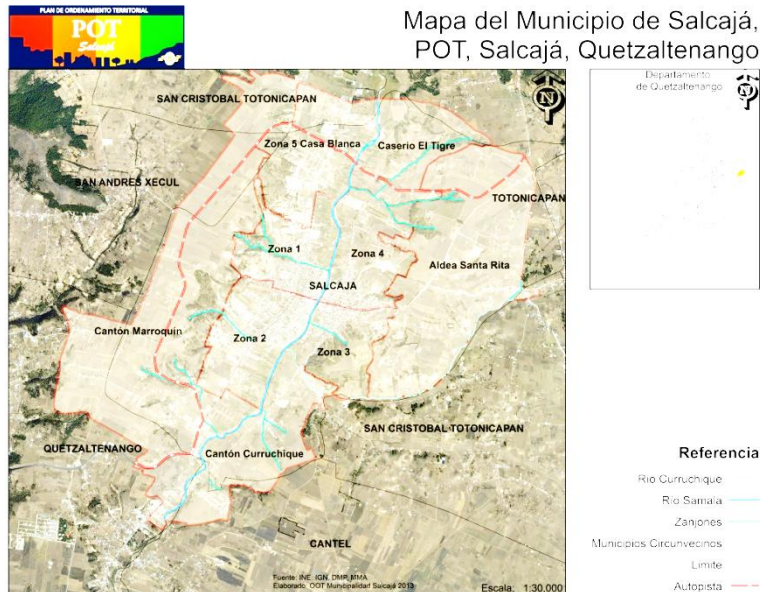 PLAN DE ORDENAMIENTO TERRITORIAL
POT
Salcajá
Mapa del Municipio de Salcajá,
POT, Salcajá, Quetzaltenango
Departamento
de Quetzaltenango
N
N
SAN CRISTOBAL TOTONICAPAN
Zona 5 Casa Blanca
Caserio El Tigre
SAN ANDRES XECUL
TOTONICAPAN
Zona 1
Zona 4
Aldea Santa Rita
SALCAJA
Cantón Marroquín
Zona 2
Zona 3
SAN CRISTOBAL TOTONICAPAN
QUETZALTENANGO
Cantón Curruchique
CANTEL
Fuente: INE, IGN, DMP, MMA
Elaborado: OOT Municipalidad Salcajá 2013
Escala: 1:30,000
Referencia
Rio Curruchique
Rio Samala
Zanjones
Municipios Circunvecinos
Limite
Autopista